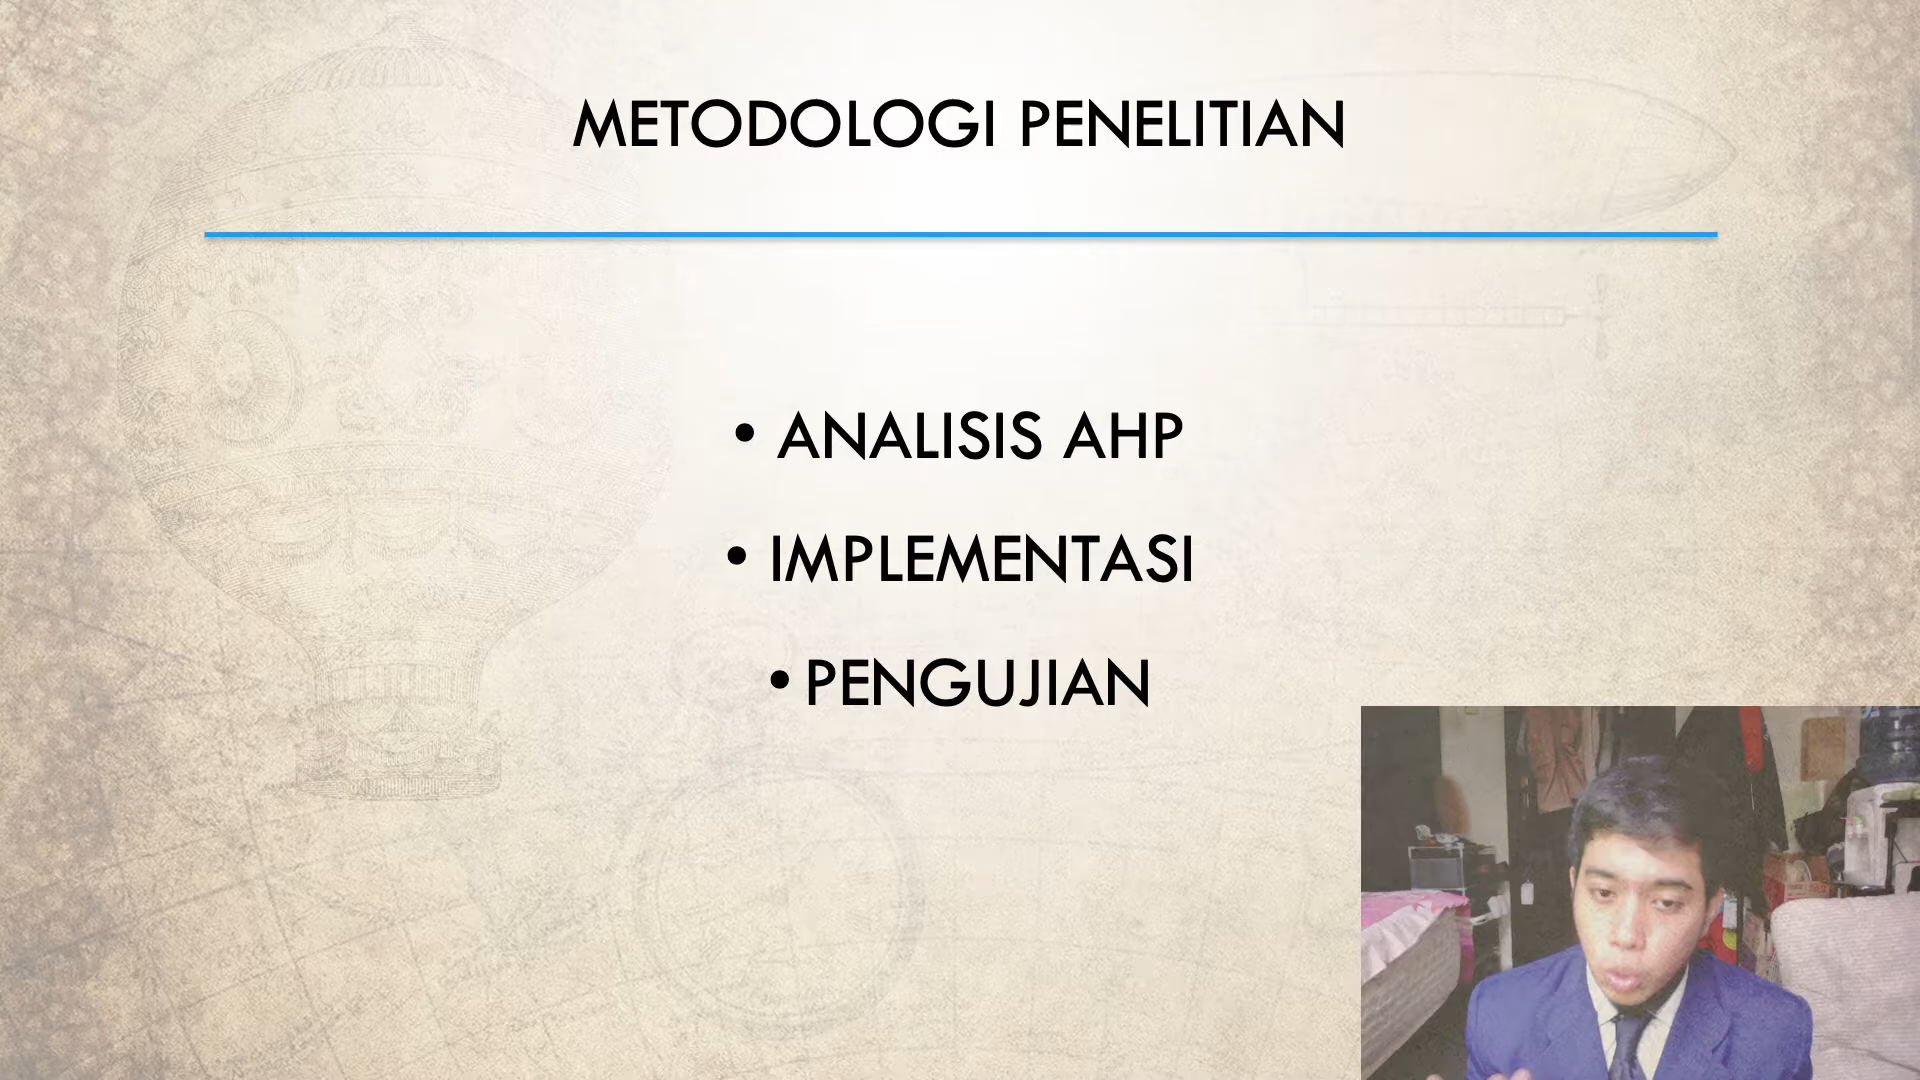 METODOLOGI PENELITIAN
• ANALISIS AHP
• IMPLEMENTASI
• PENGUJIAN